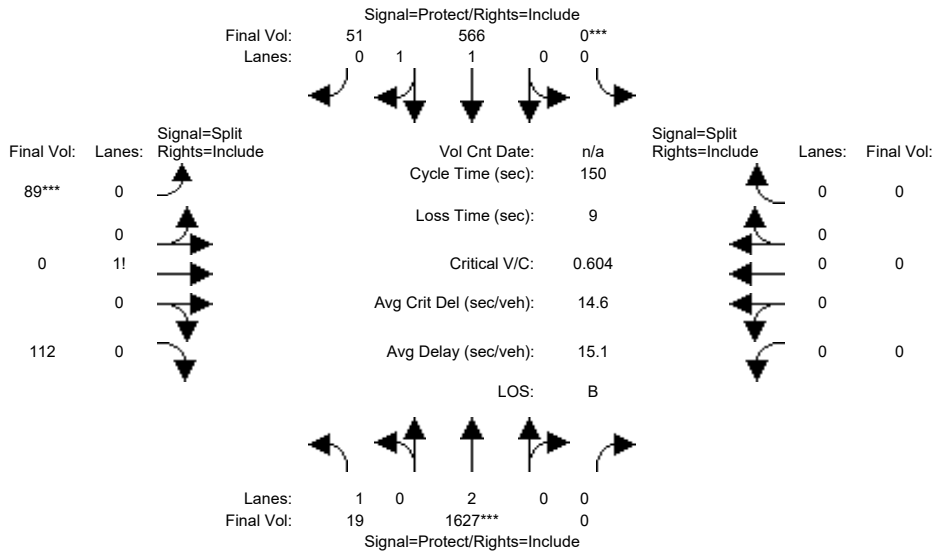 Signal=Protect/Rights=Include
Final Vol: 51 566 0***
Lanes: 0 1 1 0 0
Signal=Split
Final Vol: Lanes: Rights=Include
Vol Cnt Date: n/a
Signal=Split
Rights=Include Lanes: Final Vol:
Cycle Time (sec): 150
89*** 0
0 0
Loss Time (sec): 9
0
0
0 1!
Critical V/C: 0.604
0 0
0
Avg Crit Del (sec/veh): 14.6
0
112 0
Avg Delay (sec/veh): 15.1
0 0
LOS: B
Lanes: 1 0 2 0 0
Final Vol: 19 1627*** 0
Signal=Protect/Rights=Include